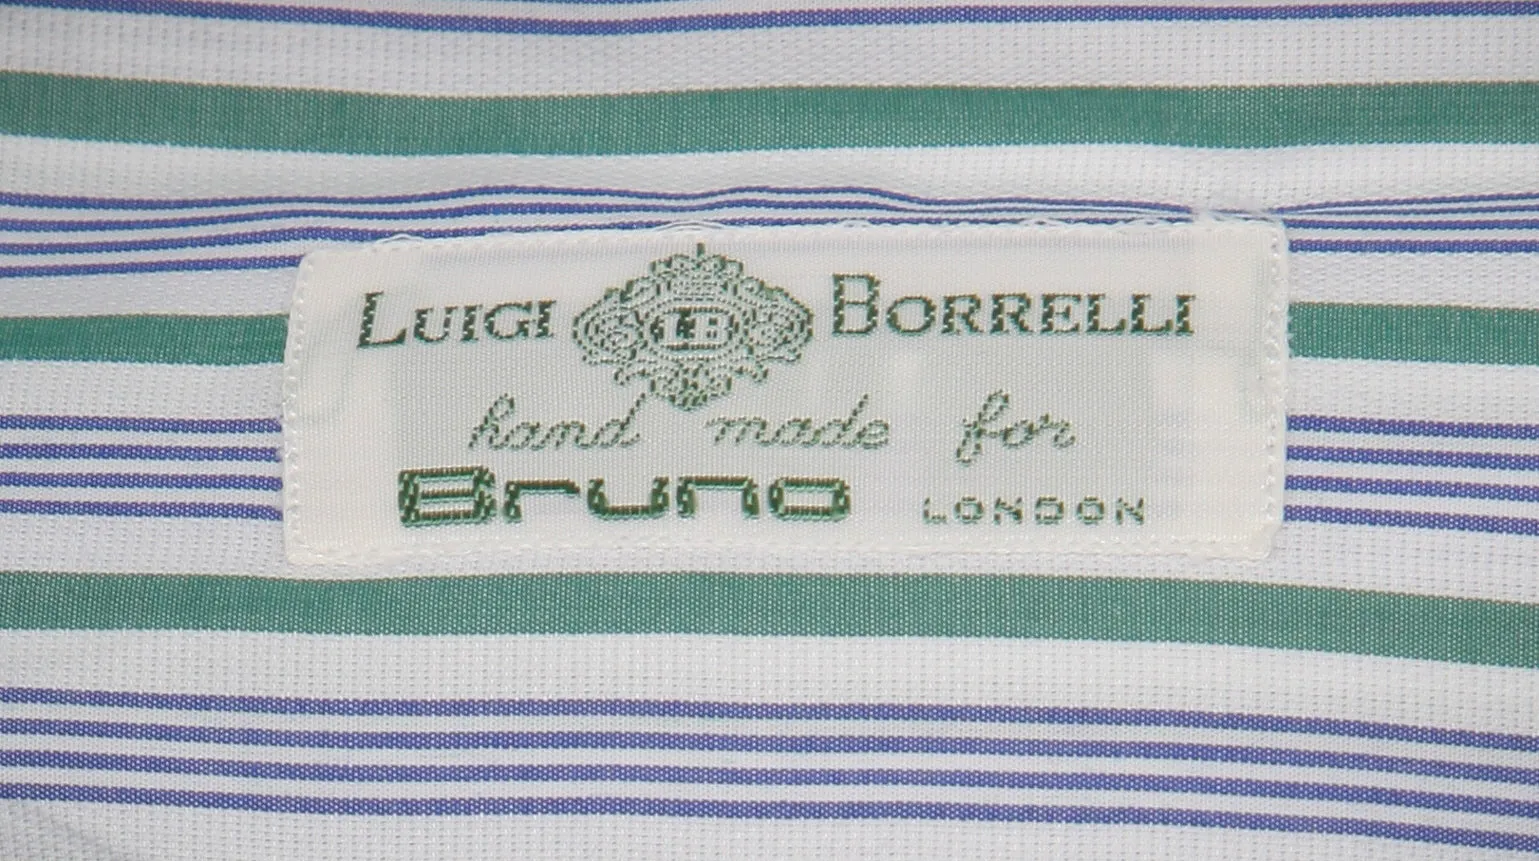 LUIGI LB BORRELLI
hand made for
Bruno LONDON